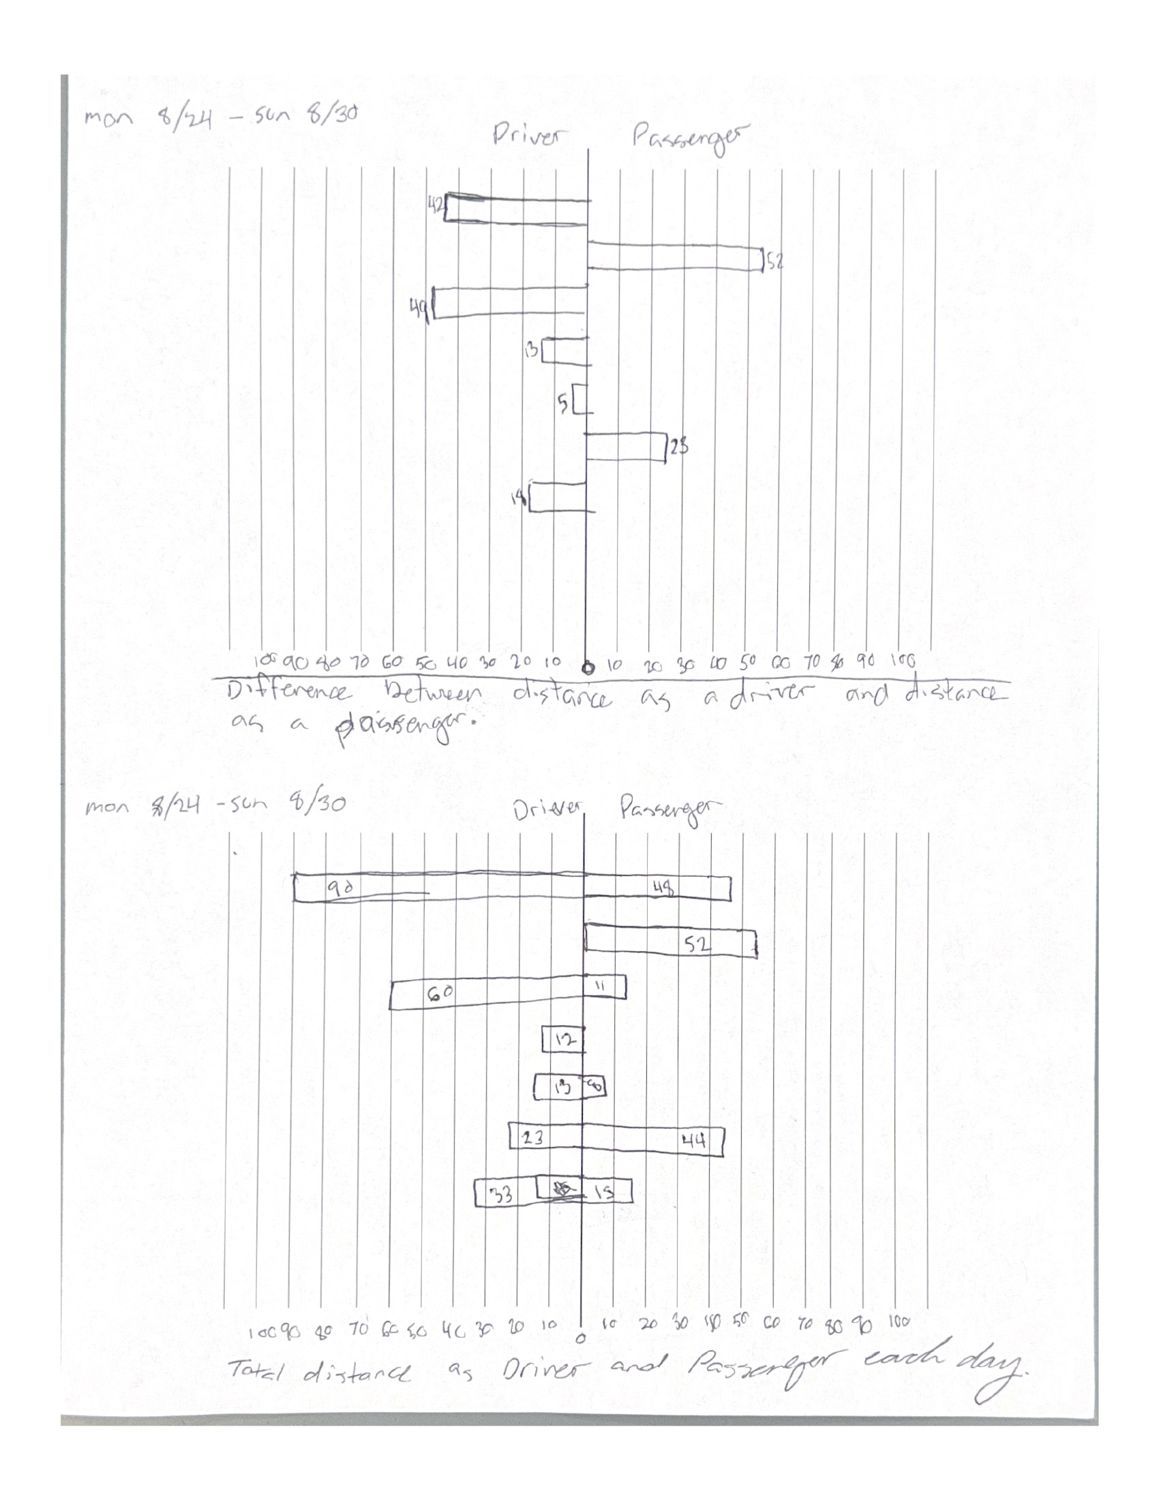 mon 8/24 - sun 8/30
Driver Passenger
42
52
49
13
5
23
100 90 80 70 60 50 40 30 20 10 0 10 20 30 40 50 60 70 80 90 100
Difference between distance as a driver and distance
as a passenger.
mon 8/24 - sun 8/30
Driver Passenger
90 48
52
60 11
12
13 8
23 44
33 15
100 90 80 70 60 50 40 30 20 10 0 10 20 30 40 50 60 70 80 90 100
Total distance as Driver and Passenger each day.